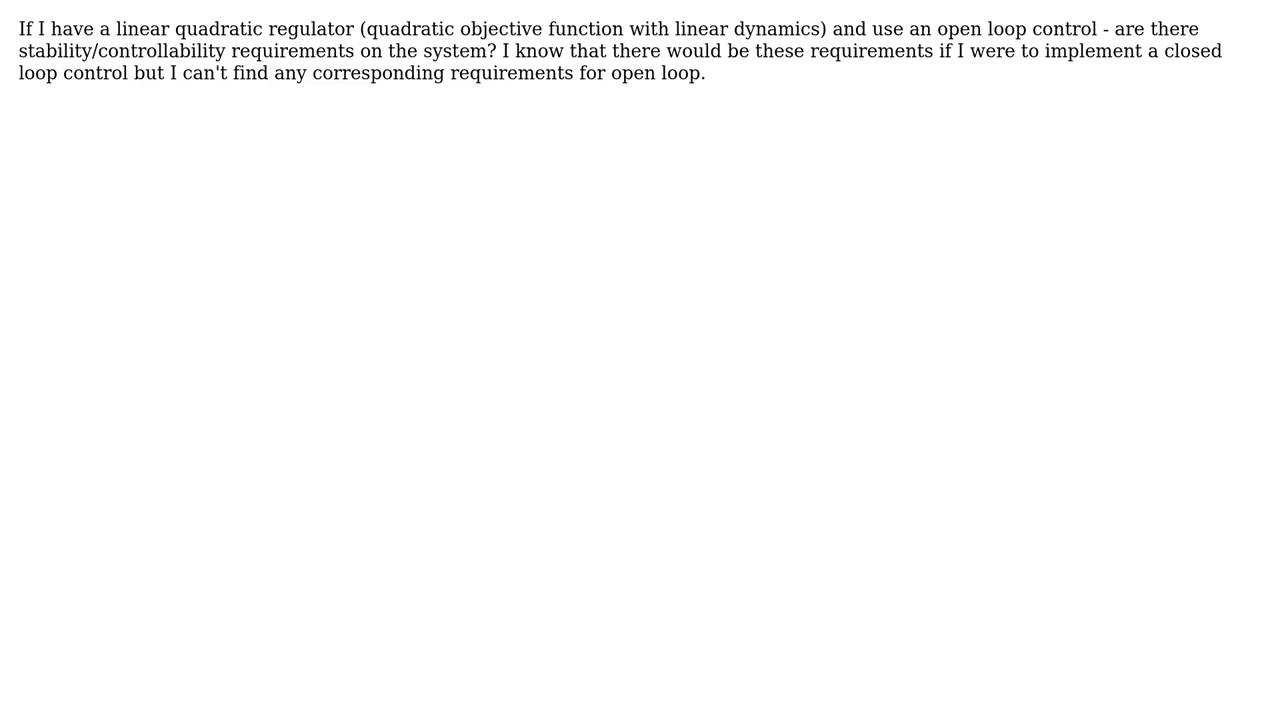 If I have a linear quadratic regulator (quadratic objective function with linear dynamics) and use an open loop control - are there
stability/controllability requirements on the system? I know that there would be these requirements if I were to implement a closed
loop control but I can't find any corresponding requirements for open loop.